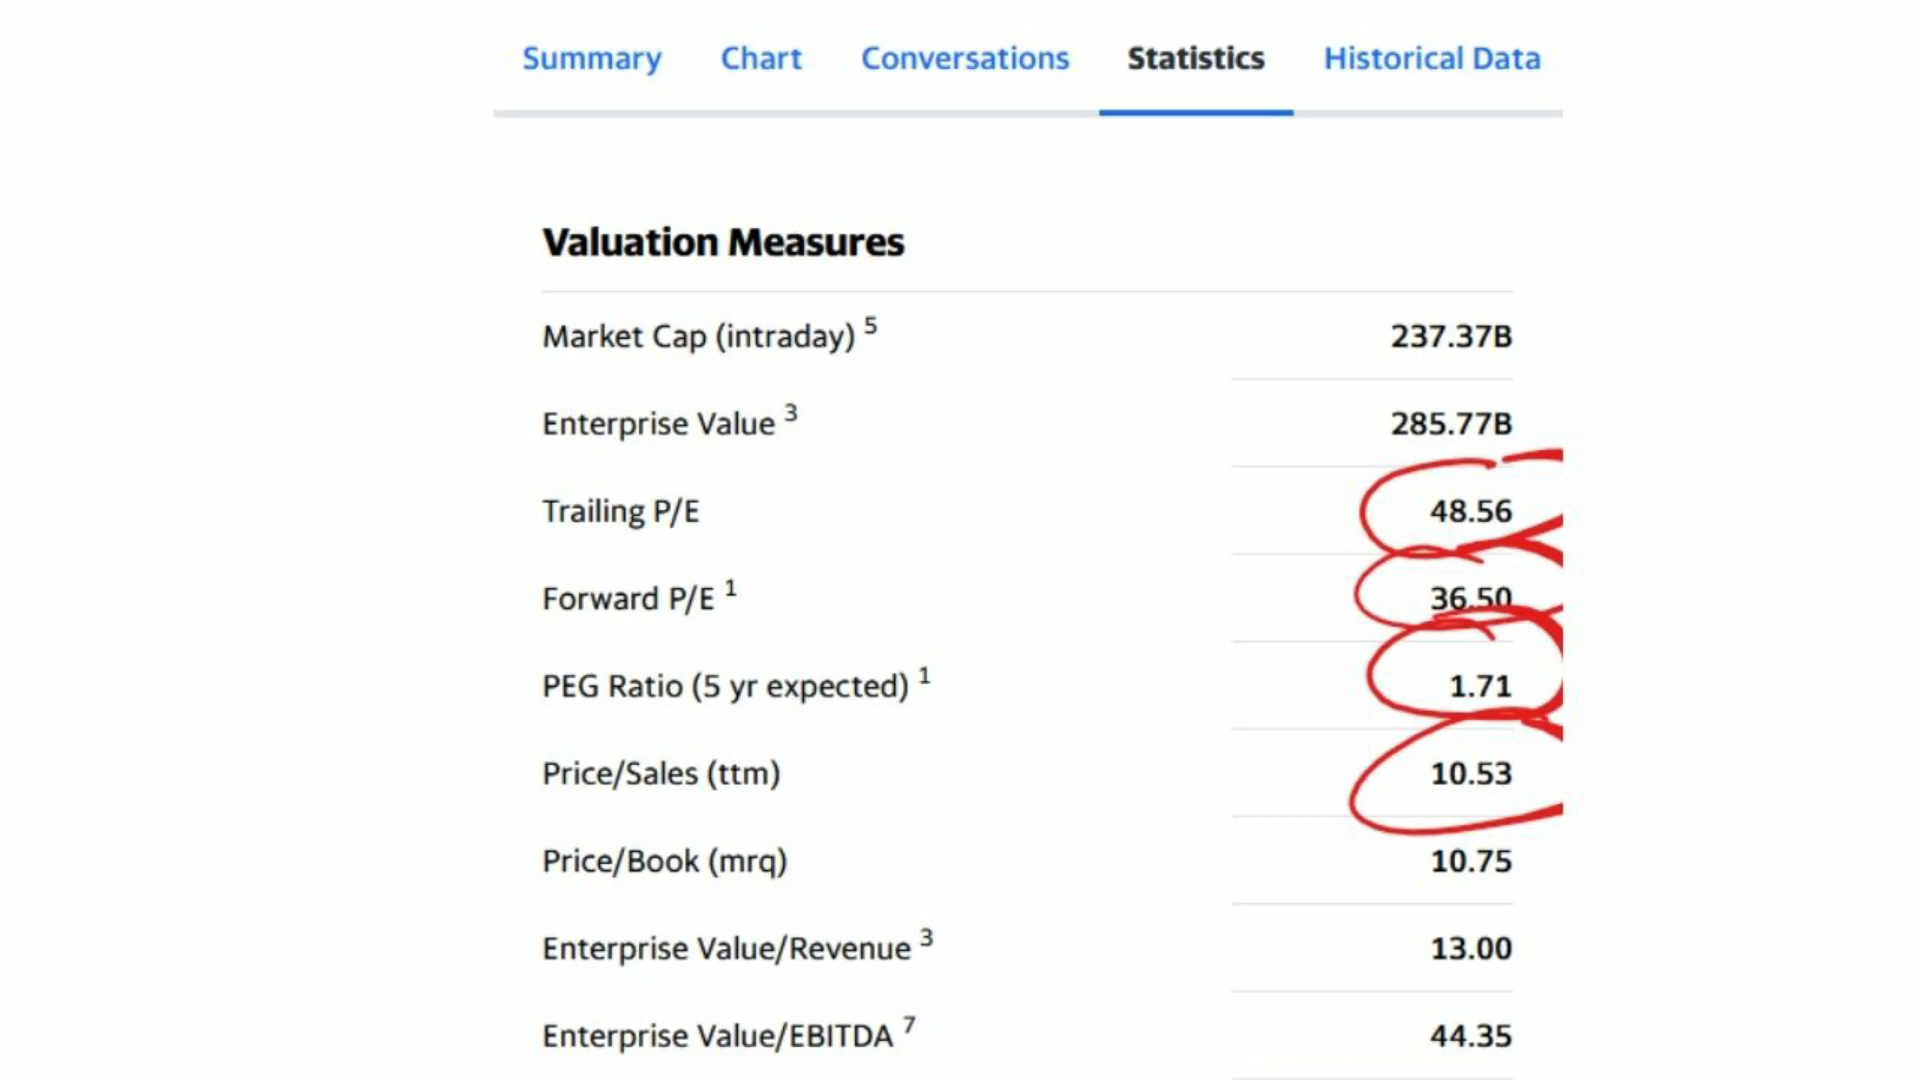 Summary Chart Conversations Statistics Historical Data
Valuation Measures
Market Cap (intraday) 5 237.37B
Enterprise Value 3 285.77B
Trailing P/E 48.56
Forward P/E 1 36.50
PEG Ratio (5 yr expected) 1 1.71
Price/Sales (ttm) 10.53
Price/Book (mrq) 10.75
Enterprise Value/Revenue 3 13.00
Enterprise Value/EBITDA 7 44.35